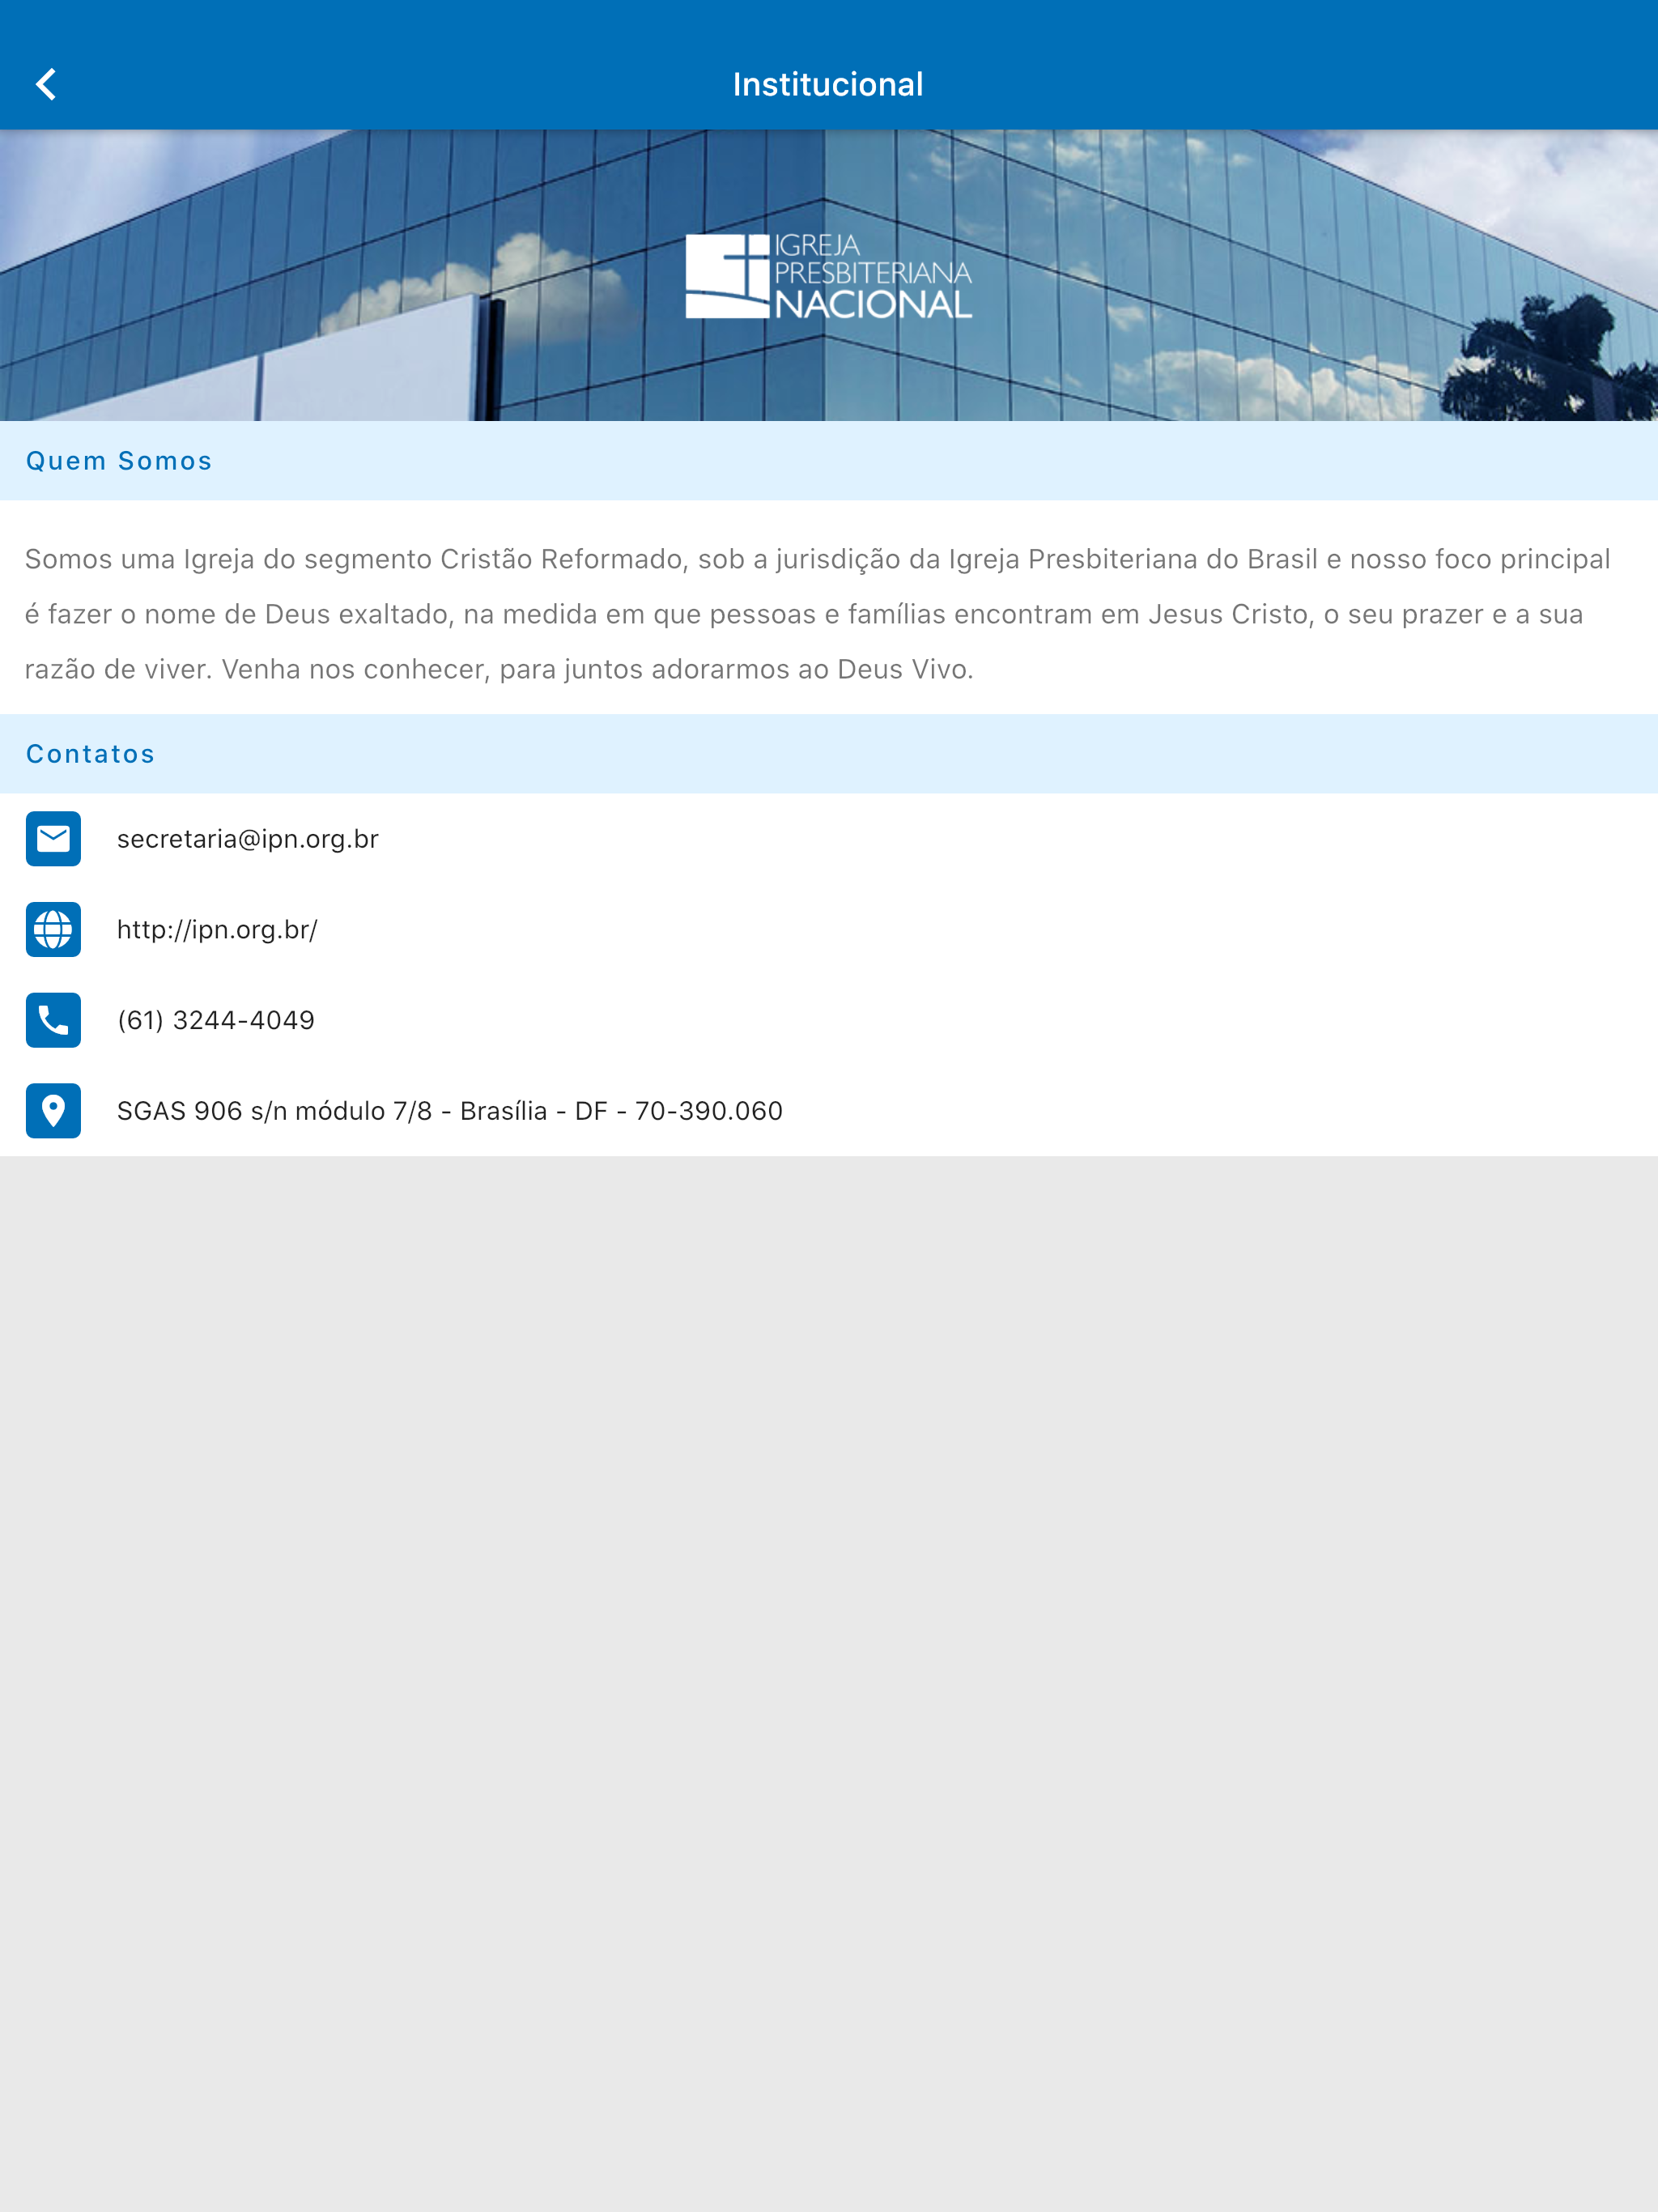 Institucional
IGREJA
PRESBITERIANA
NACIONAL
Quem Somos
Somos uma Igreja do segmento Cristão Reformado, sob a jurisdição da Igreja Presbiteriana do Brasil e nosso foco principal
é fazer o nome de Deus exaltado, na medida em que pessoas e famílias encontram em Jesus Cristo, o seu prazer e a sua
razão de viver. Venha nos conhecer, para juntos adorarmos ao Deus Vivo.
Contatos
secretaria@ipn.org.br
http://ipn.org.br/
(61) 3244-4049
SGAS 906 s/n módulo 7/8 - Brasília - DF - 70-390.060